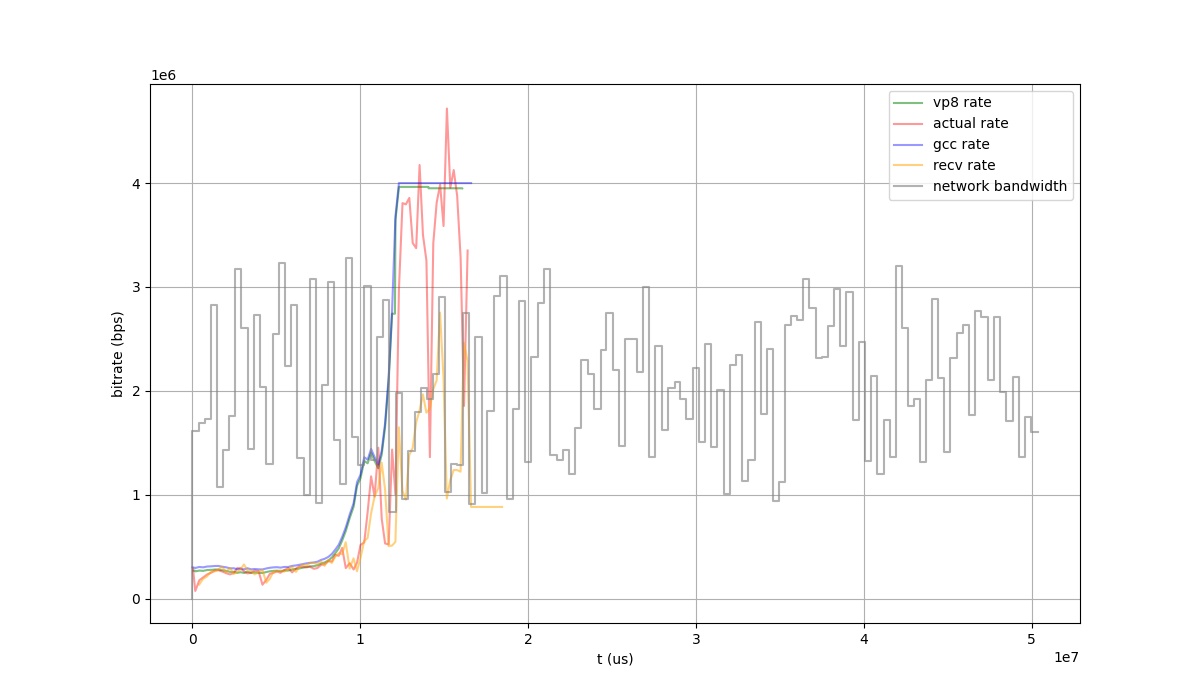 1e6
vp8 rate
actual rate
gcc rate
recv rate
network bandwidth
4
3
2
1
0
bitrate (bps)
0 1 2 3 4 5
t (us)
1e7